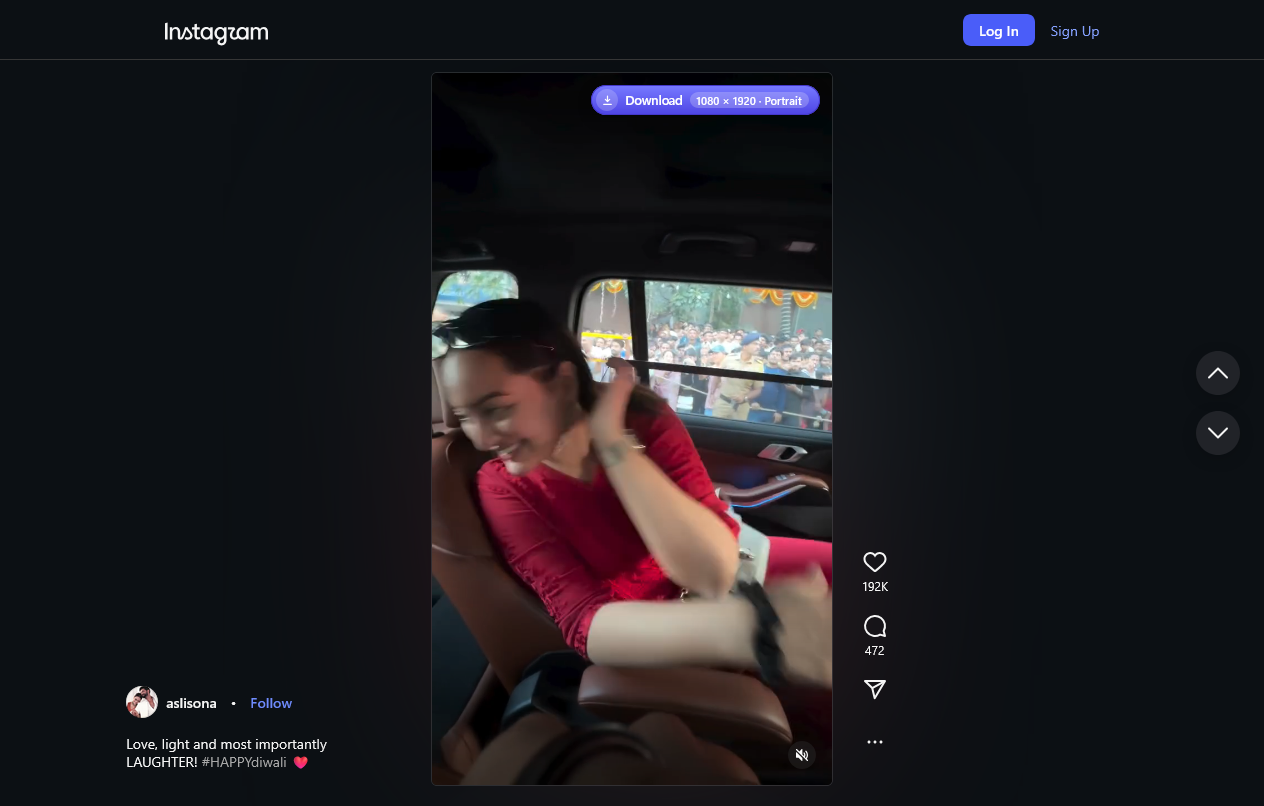 Instagram
Log In
Sign Up
Download 1080 × 1920 · Portrait
192K
472
aslisona • Follow
Love, light and most importantly
LAUGHTER! #HAPPYdiwali ❤️